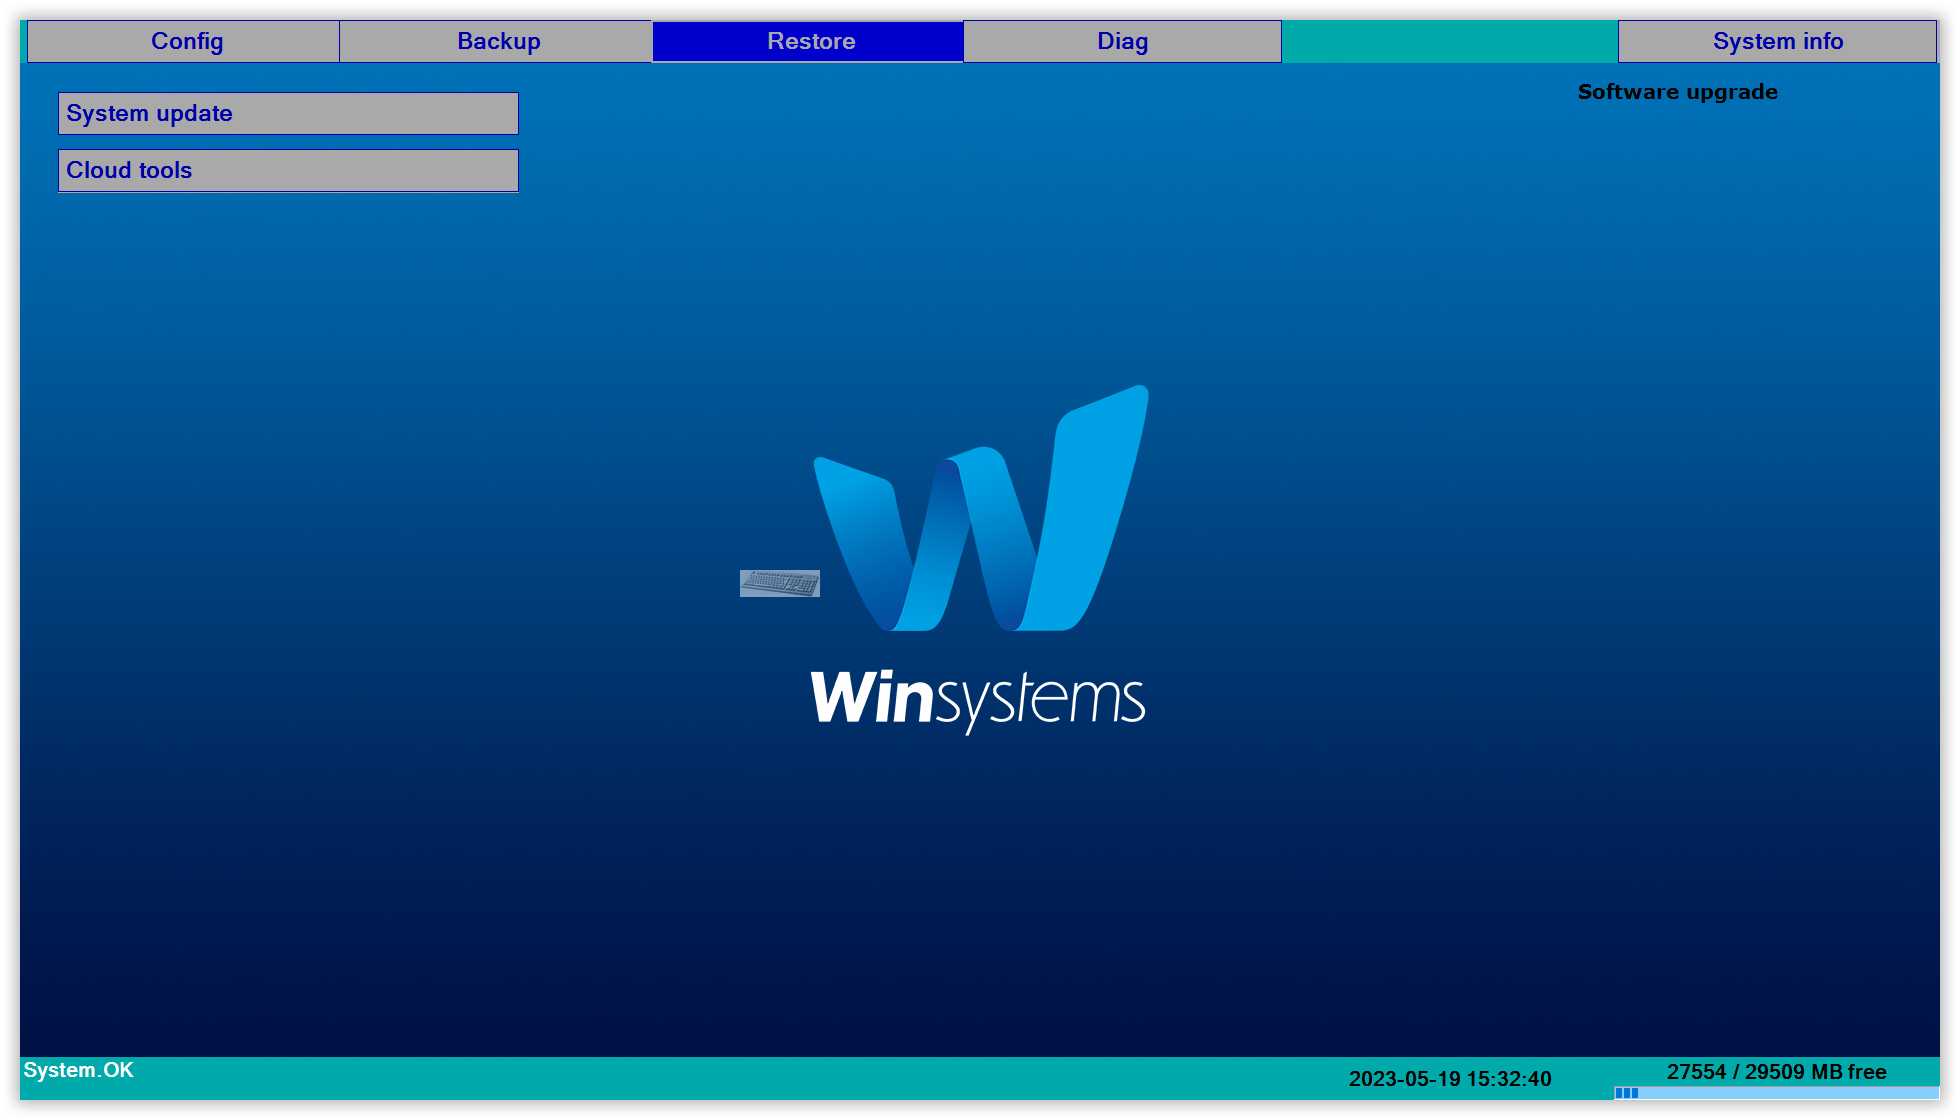 Config
Backup
Restore
Diag
System info
Software upgrade
System update
Cloud tools
Winsystems
System.OK
2023-05-19 15:32:40
27554 / 29509 MB free